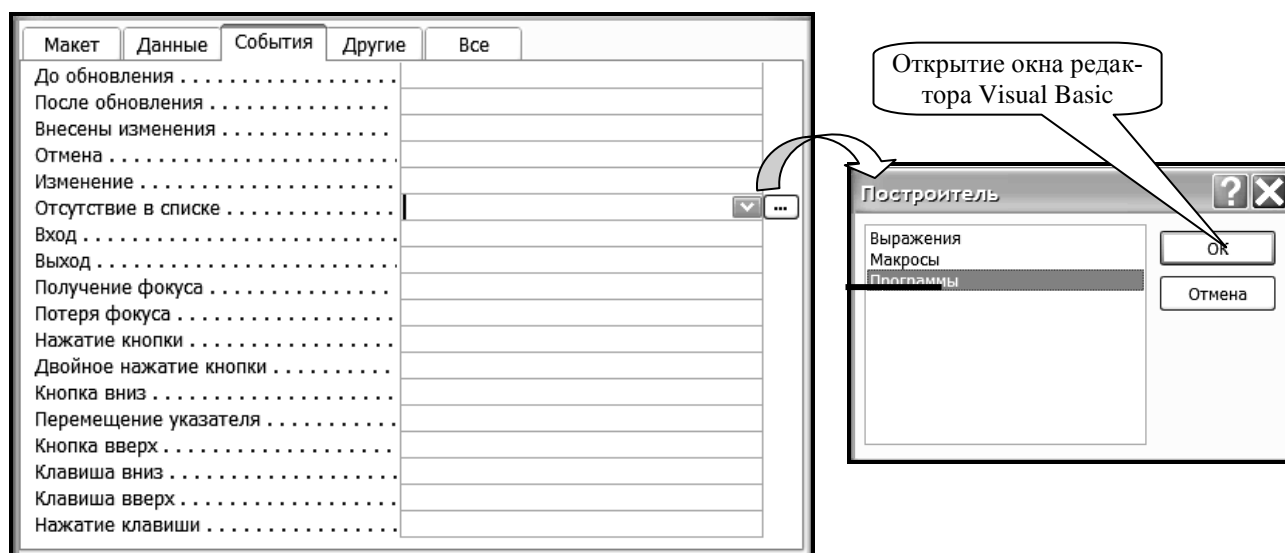 Макет Данные События Другие Все
До обновления . . . . . . . . . . . . . . . . . .
После обновления . . . . . . . . . . . . . . .
Внесены изменения . . . . . . . . . . . . . .
Отмена . . . . . . . . . . . . . . . . . . . . . . . .
Изменение . . . . . . . . . . . . . . . . . . . . .
Отсутствие в списке . . . . . . . . . . . . . . ...
Вход . . . . . . . . . . . . . . . . . . . . . . . . . .
Выход . . . . . . . . . . . . . . . . . . . . . . . . .
Получение фокуса . . . . . . . . . . . . . . .
Потеря фокуса . . . . . . . . . . . . . . . . . .
Нажатие кнопки . . . . . . . . . . . . . . . . .
Двойное нажатие кнопки . . . . . . . . . .
Кнопка вниз . . . . . . . . . . . . . . . . . . . .
Перемещение указателя . . . . . . . . . . .
Кнопка вверх . . . . . . . . . . . . . . . . . . .
Клавиша вниз . . . . . . . . . . . . . . . . . . .
Клавиша вверх . . . . . . . . . . . . . . . . . .
Нажатие клавиши . . . . . . . . . . . . . . . .
Открытие окна редак-
тора Visual Basic
Построитель ?
Выражения
Макросы
Программы
ОК
Отмена